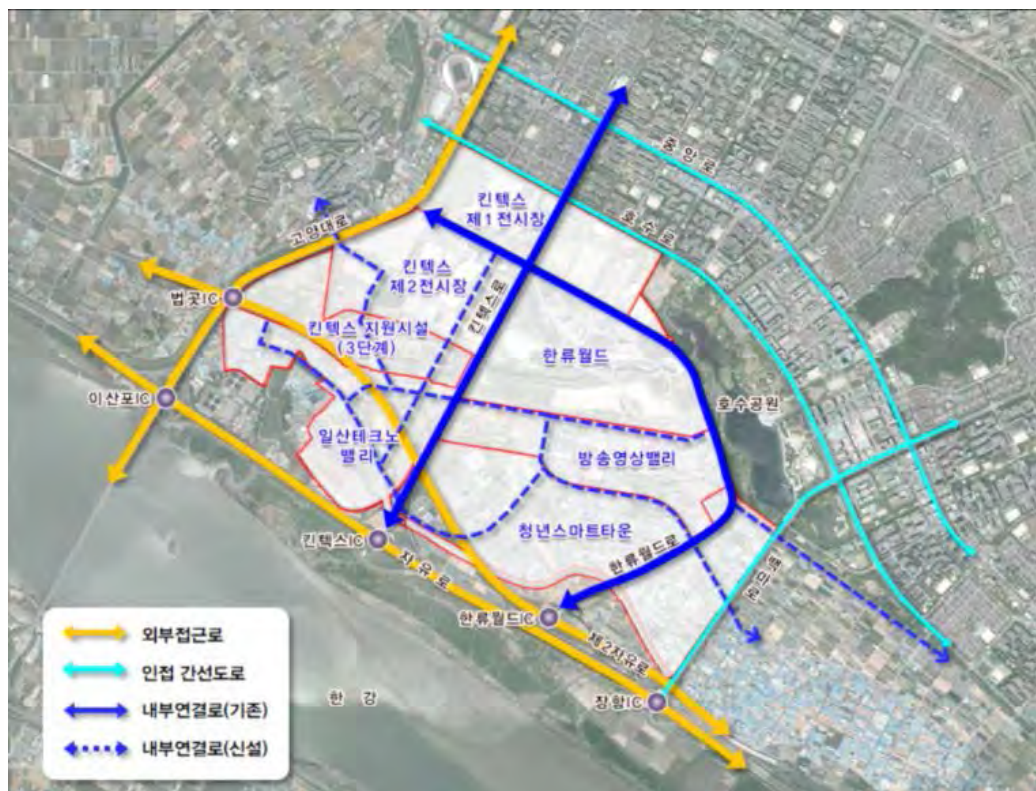 중앙로
호수로
킨텍스
제1전시장
고양대로
킨텍스
제2전시장
킨텍스로
법곳IC
킨텍스 지원시설
(3단계)
한류월드
이산포IC
호수공원
일산테크노
밸리
방송영상밸리
청년스마트타운
킨텍스IC
자유로
한류월드로
백마로
한류월드IC
제2자유로
장항IC
한강
외부접근로
인접 간선도로
내부연결로(기존)
내부연결로(신설)